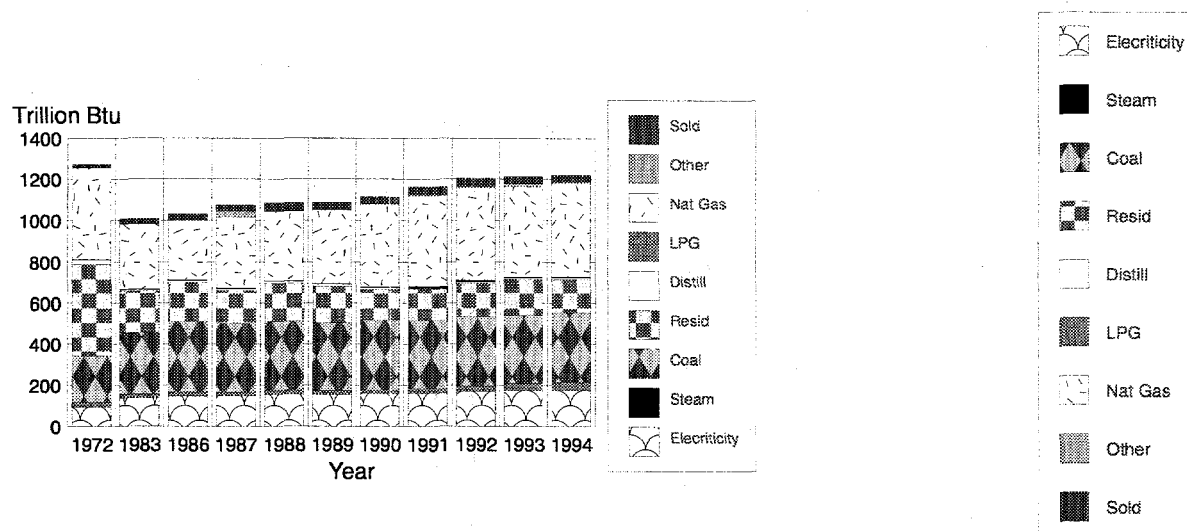 Trillion Btu
1400
1200
1000
800
600
400
200
0
1972 1983 1986 1987 1988 1989 1990 1991 1992 1993 1994
Year
Sold
Other
Nat Gas
LPG
Distill
Resid
Coal
Steam
Elecriticity
Elecriticity
Steam
Coal
Resid
Distill
LPG
Nat Gas
Other
Sold